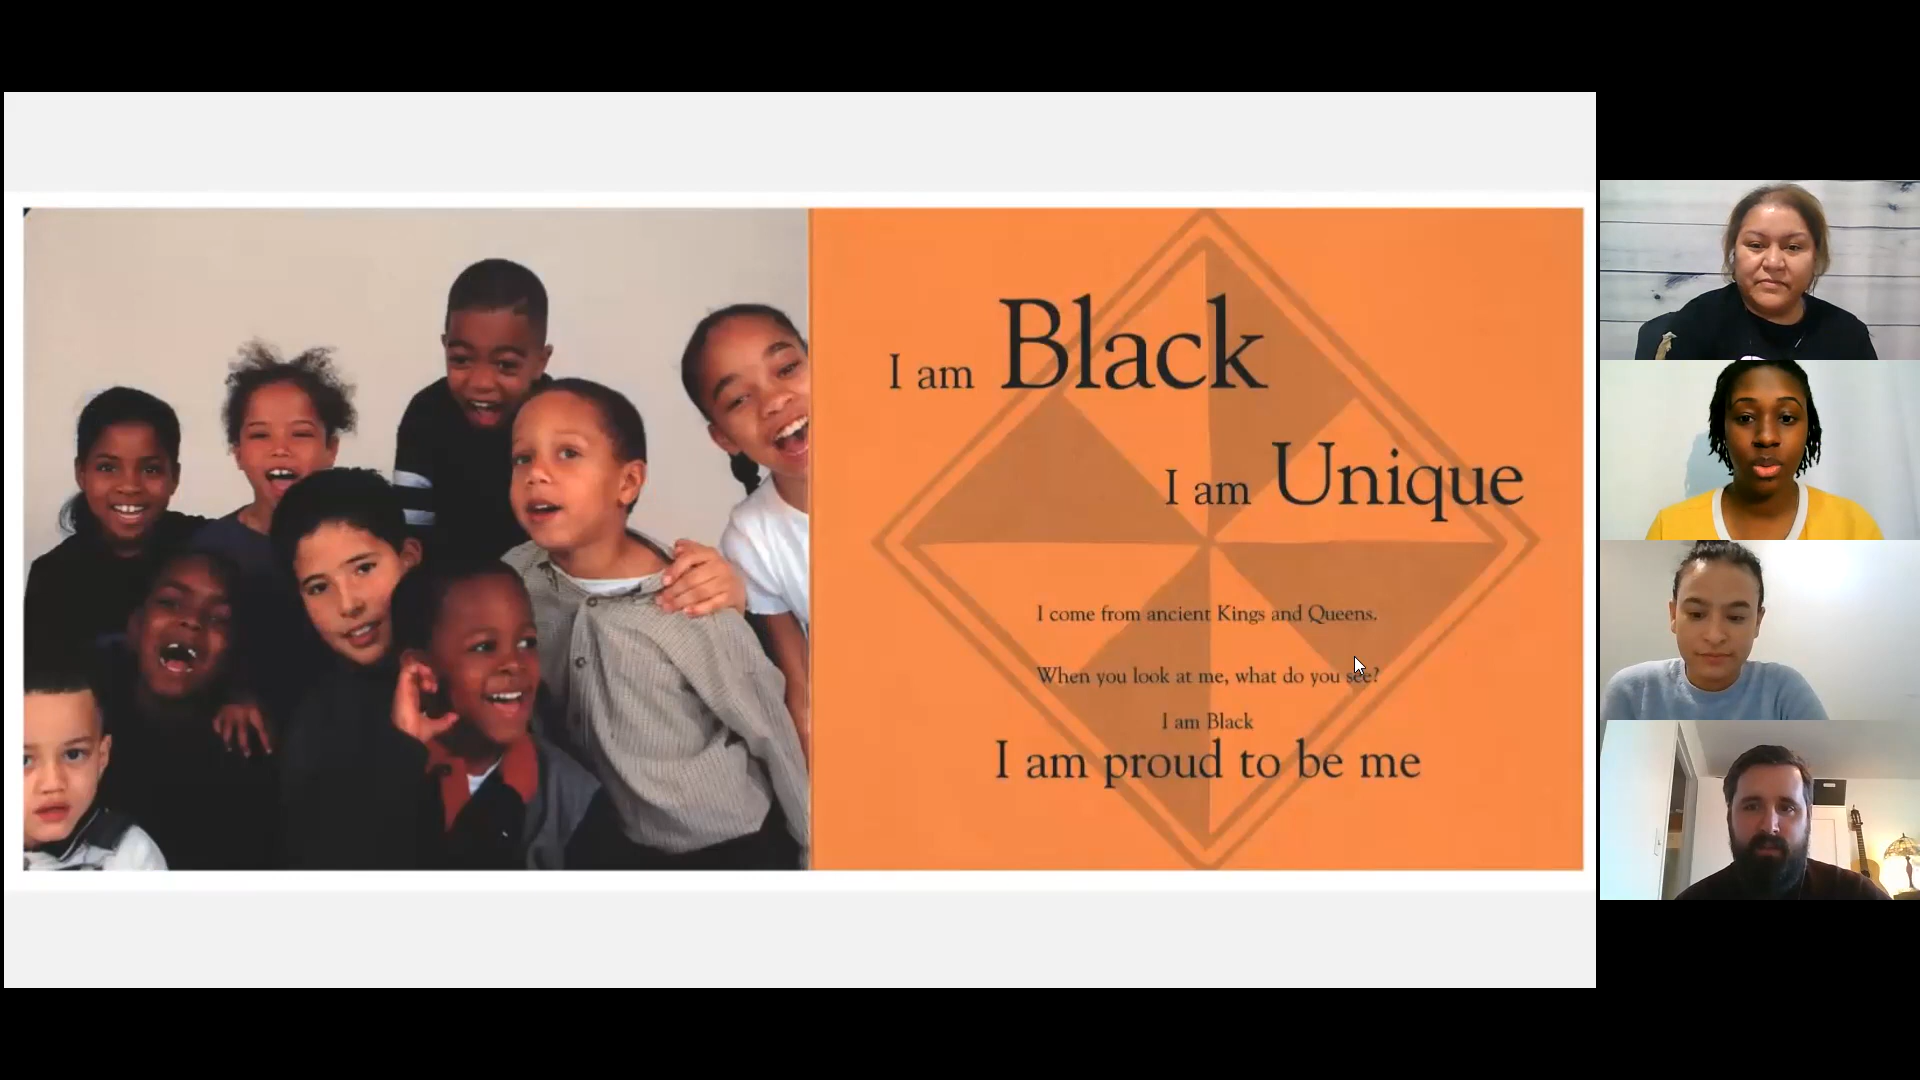 I am Black
I am Unique
I come from ancient Kings and Queens.
When you look at me, what do you see?
I am Black
I am proud to be me